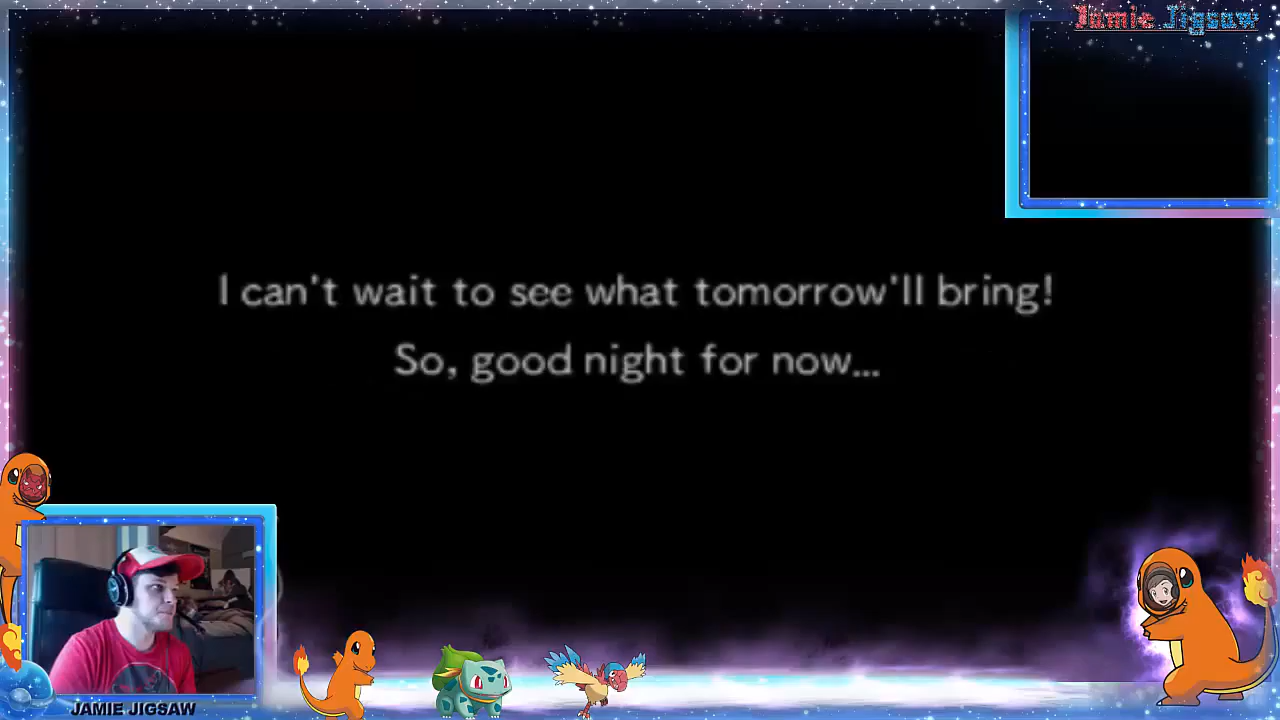 Jamie Jigsaw
I can't wait to see what tomorrow'll bring!
So, good night for now...
JAMIE JIGSAW